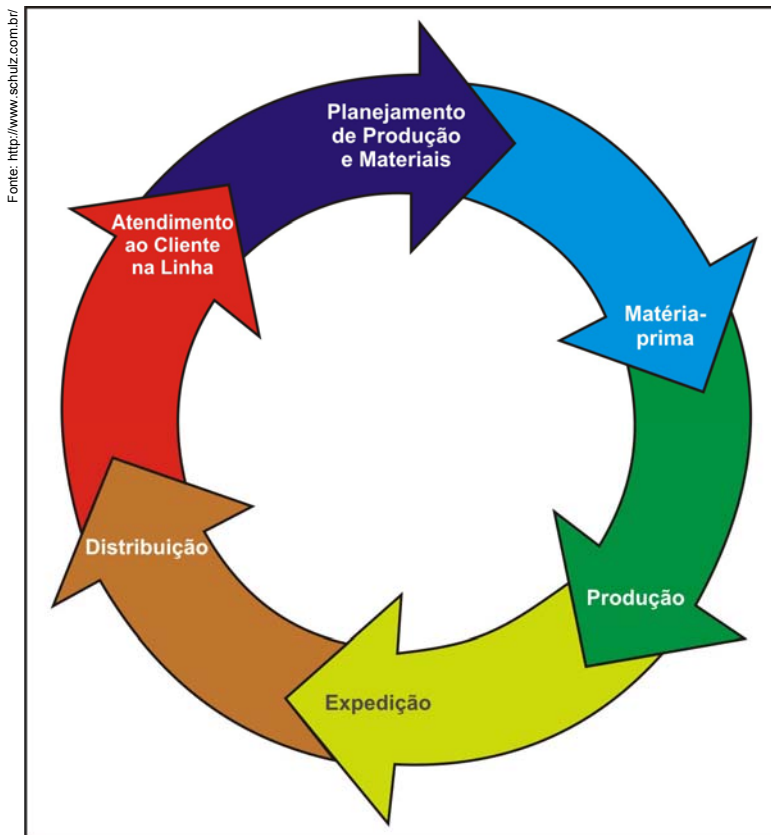 Fonte: http://www.schulz.com.br/
Planejamento
de Produção
e Materiais
Matéria-
prima
Produção
Expedição
Distribuição
Atendimento
ao Cliente
na Linha